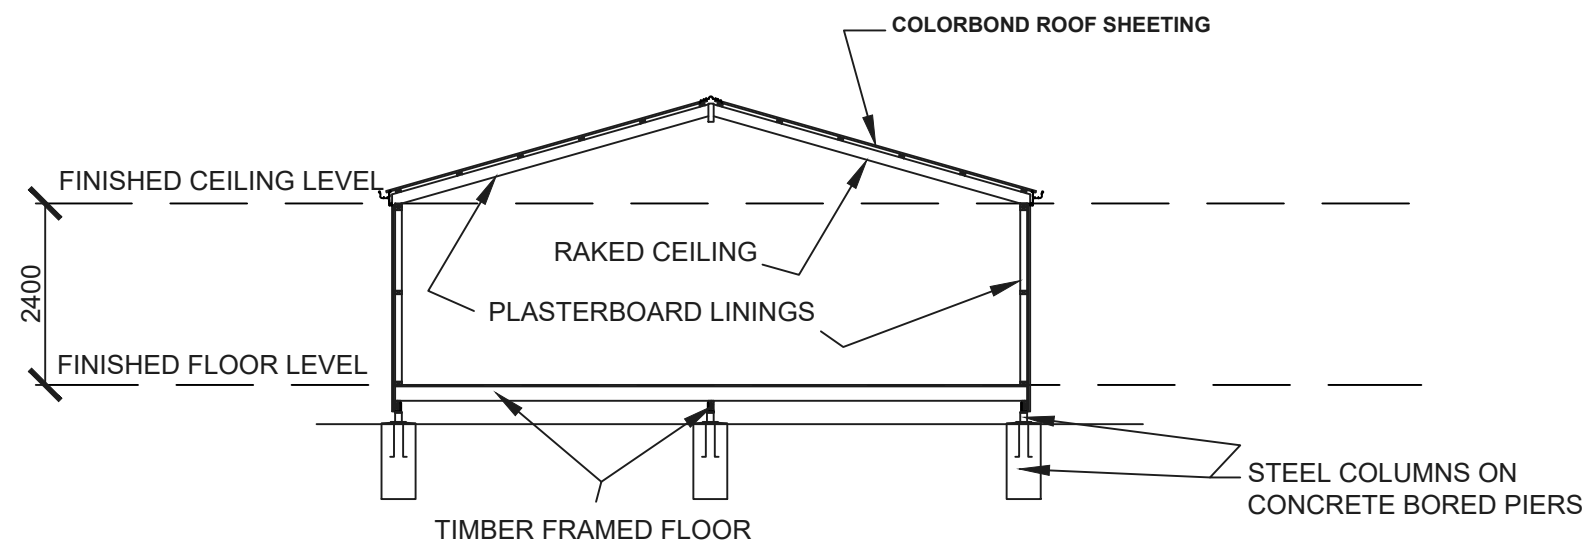 COLORBOND ROOF SHEETING
FINISHED CEILING LEVEL
RAKED CEILING
2400
PLASTERBOARD LININGS
FINISHED FLOOR LEVEL
STEEL COLUMNS ON
CONCRETE BORED PIERS
TIMBER FRAMED FLOOR